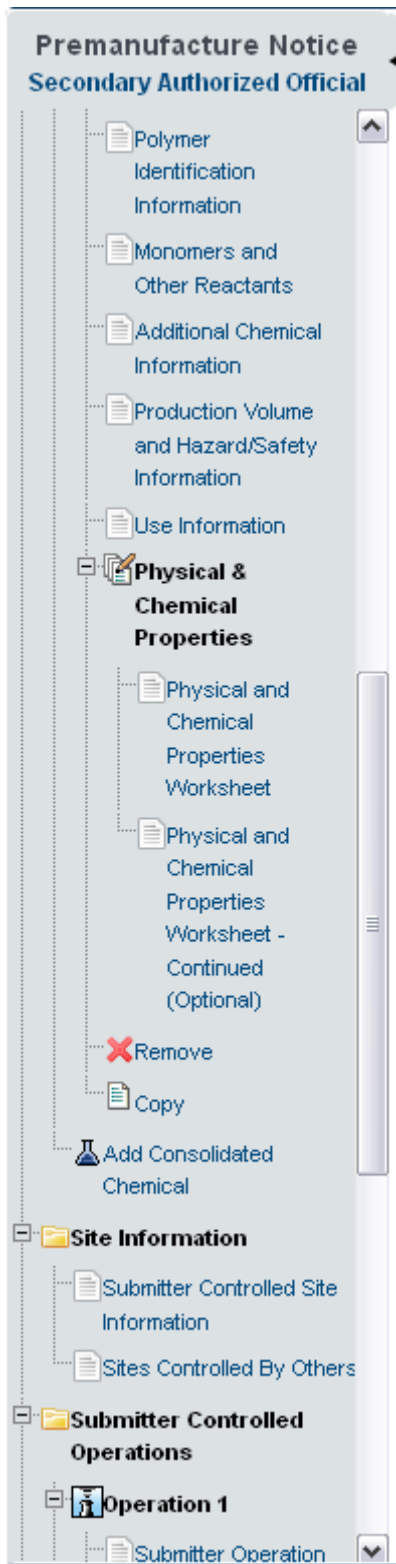 Premanufacture Notice
Secondary Authorized Official
Polymer
Identification
Information
Monomers and
Other Reactants
Additional Chemical
Information
Production Volume
and Hazard/Safety
Information
Use Information
Physical &
Chemical
Properties
Physical and
Chemical
Properties
Worksheet
Physical and
Chemical
Properties
Worksheet -
Continued
(Optional)
Remove
Copy
Add Consolidated
Chemical
Site Information
Submitter Controlled Site
Information
Sites Controlled By Others
Submitter Controlled
Operations
Operation 1
Submitter Operation